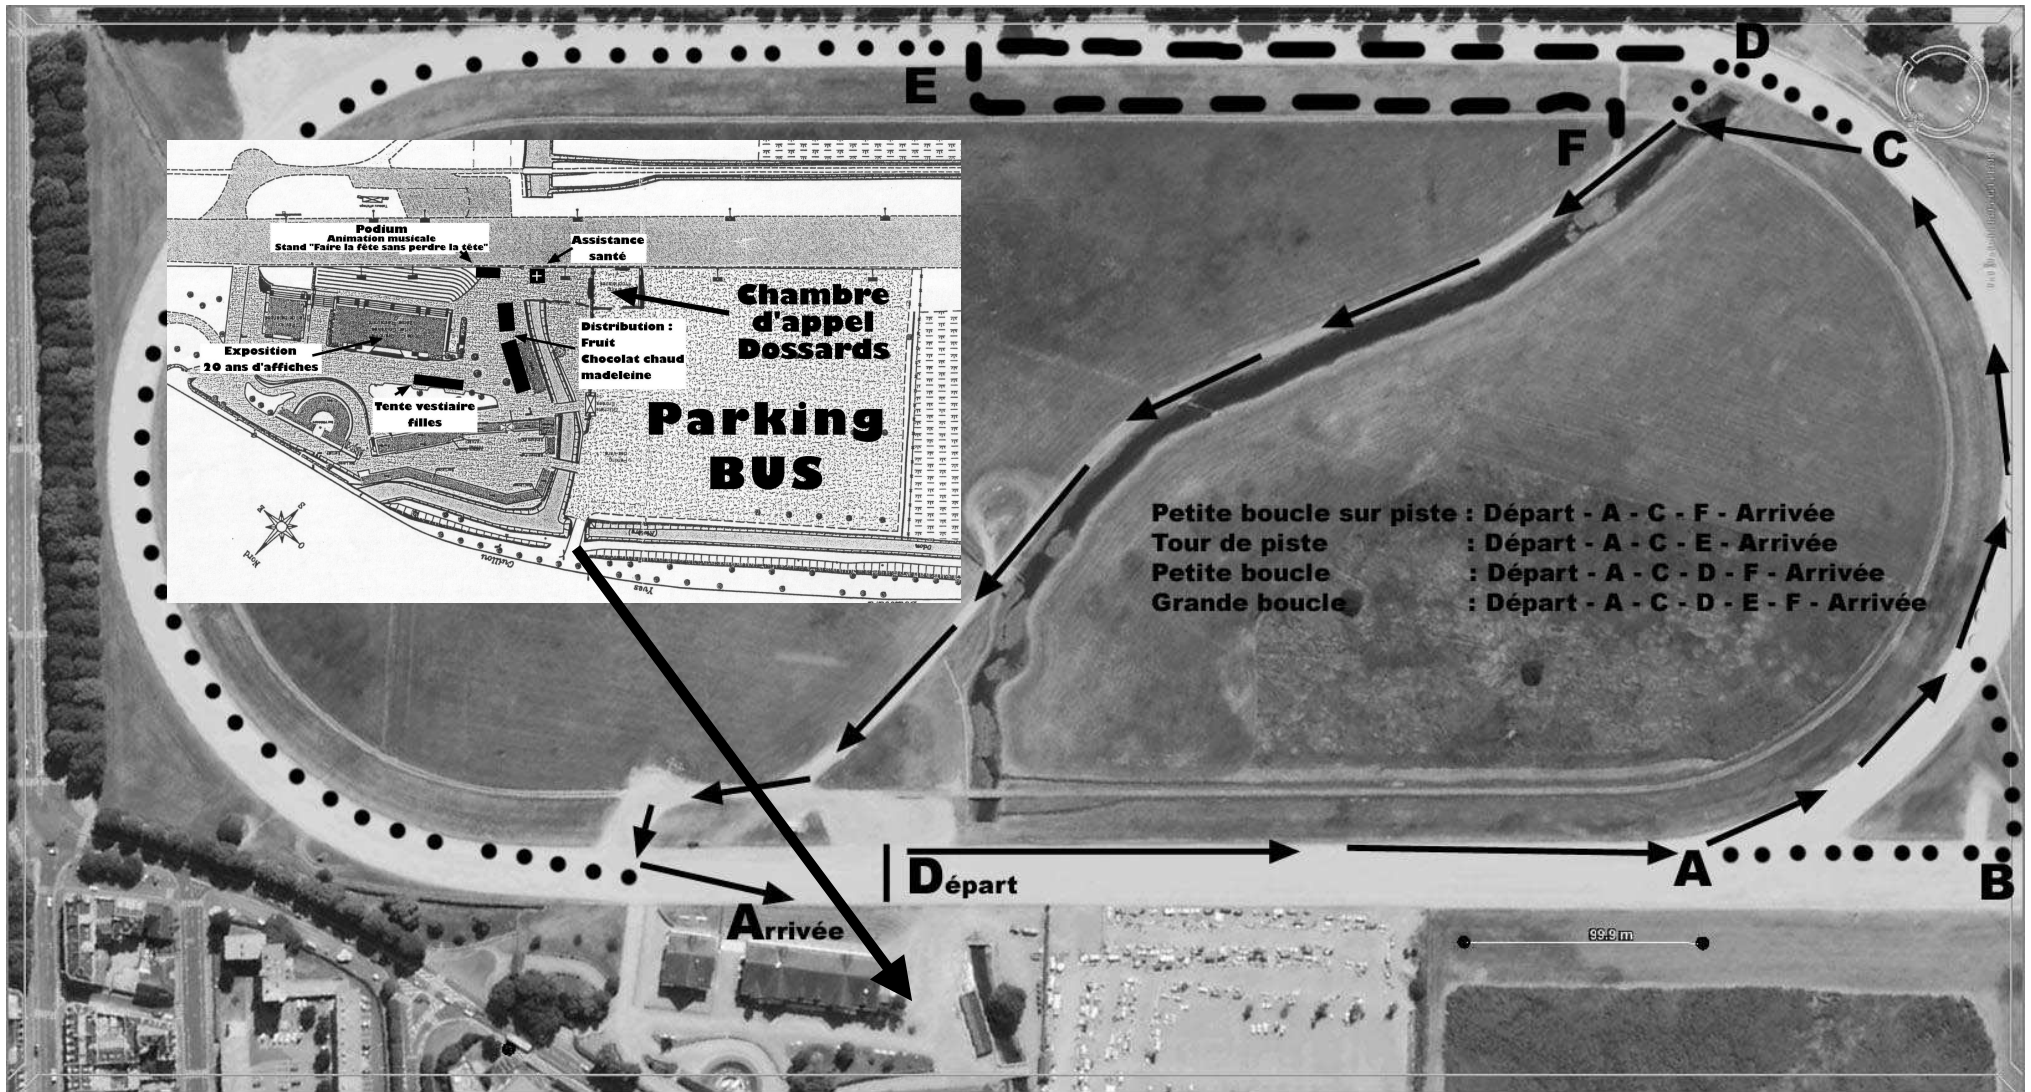 D
E
F
C
Podium
Animation musicale
Stand "Faire la fête sans perdre la tête"
Assistance
santé
Chambre
d'appel
Dossards
Distribution :
Fruit
Chocolat chaud
madeleine
Exposition
20 ans d'affiches
Tente vestiaire
filles
Parking
BUS
E
S
O
Nord
Yves
Petite boucle sur piste : Départ - A - C - F - Arrivée
Tour de piste : Départ - A - C - E - Arrivée
Petite boucle : Départ - A - C - D - F - Arrivée
Grande boucle : Départ - A - C - D - E - F - Arrivée
Départ
A
B
Arrivée
99.9 m